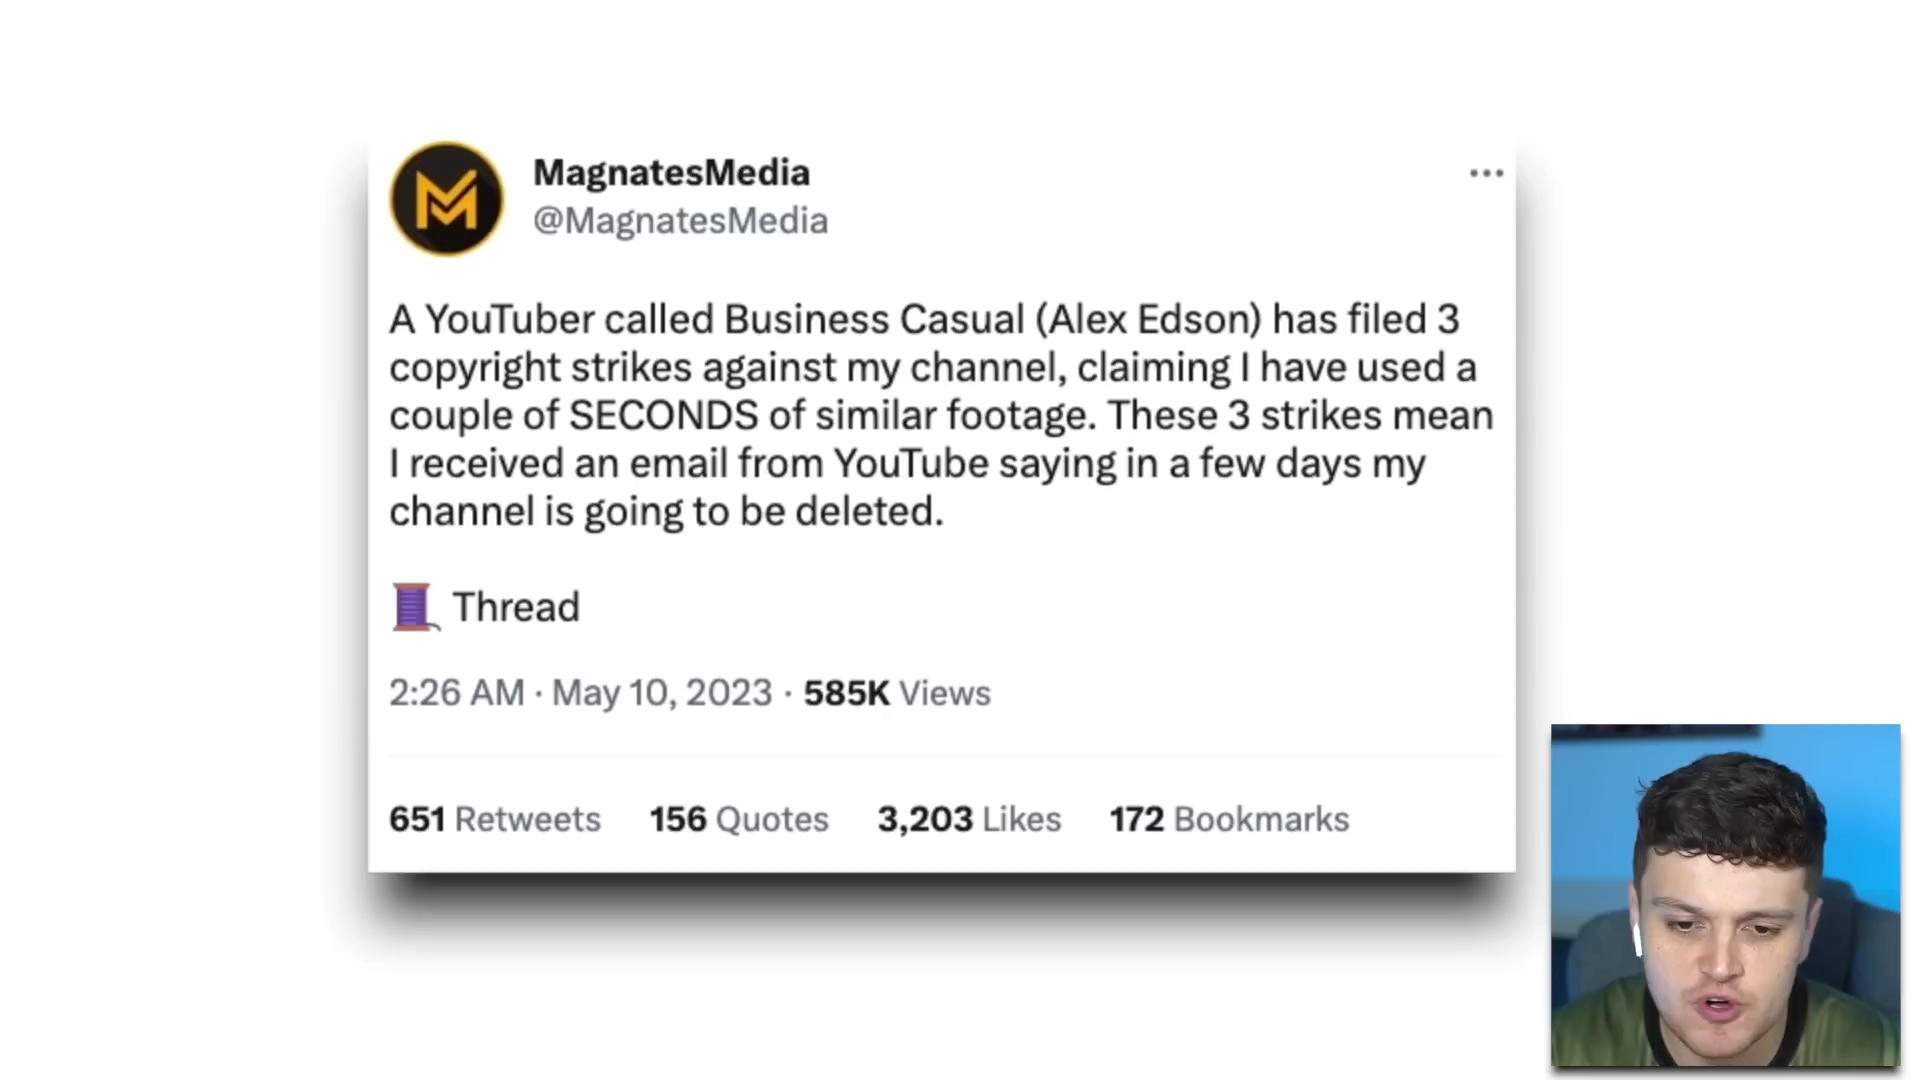 MagnatesMedia
@MagnatesMedia
A YouTuber called Business Casual (Alex Edson) has filed 3
copyright strikes against my channel, claiming I have used a
couple of SECONDS of similar footage. These 3 strikes mean
I received an email from YouTube saying in a few days my
channel is going to be deleted.
🧵 Thread
2:26 AM · May 10, 2023 · 585K Views
651 Retweets 156 Quotes 3,203 Likes 172 Bookmarks